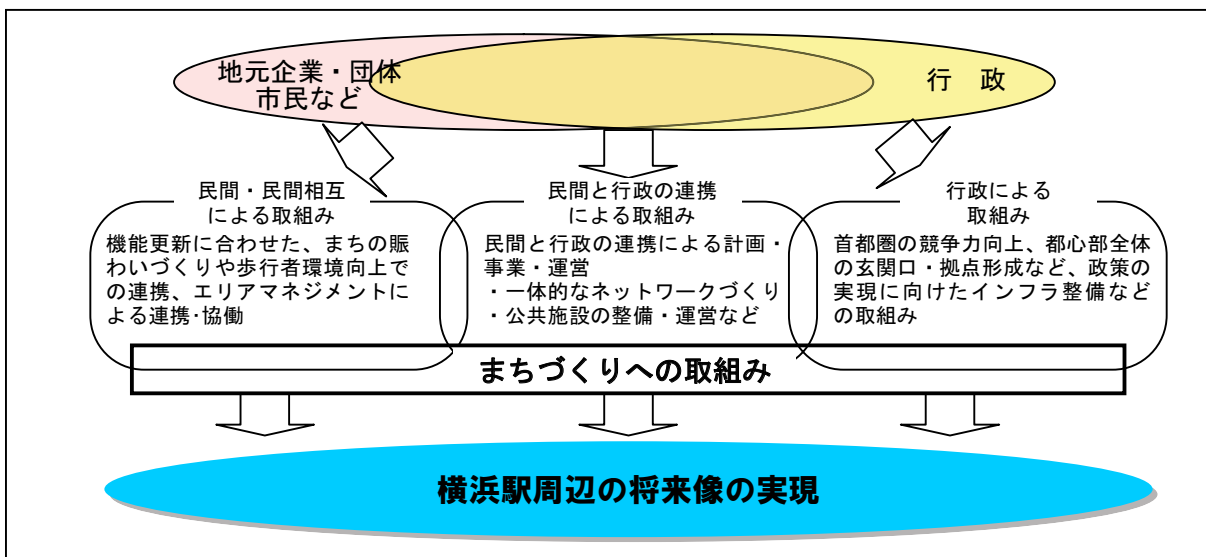 地元企業・団体
市民など
行　政
民間・民間相互
による取組み
機能更新に合わせた、まちの賑
わいづくりや歩行者環境向上で
の連携、エリアマネジメントに
よる連携･協働
民間と行政の連携
による取組み
民間と行政の連携による計画・
事業・運営
・一体的なネットワークづくり
・公共施設の整備・運営など
行政による
取組み
首都圏の競争力向上、都心部全体
の玄関口・拠点形成など、政策の
実現に向けたインフラ整備など
の取組み
まちづくりへの取組み
横浜駅周辺の将来像の実現